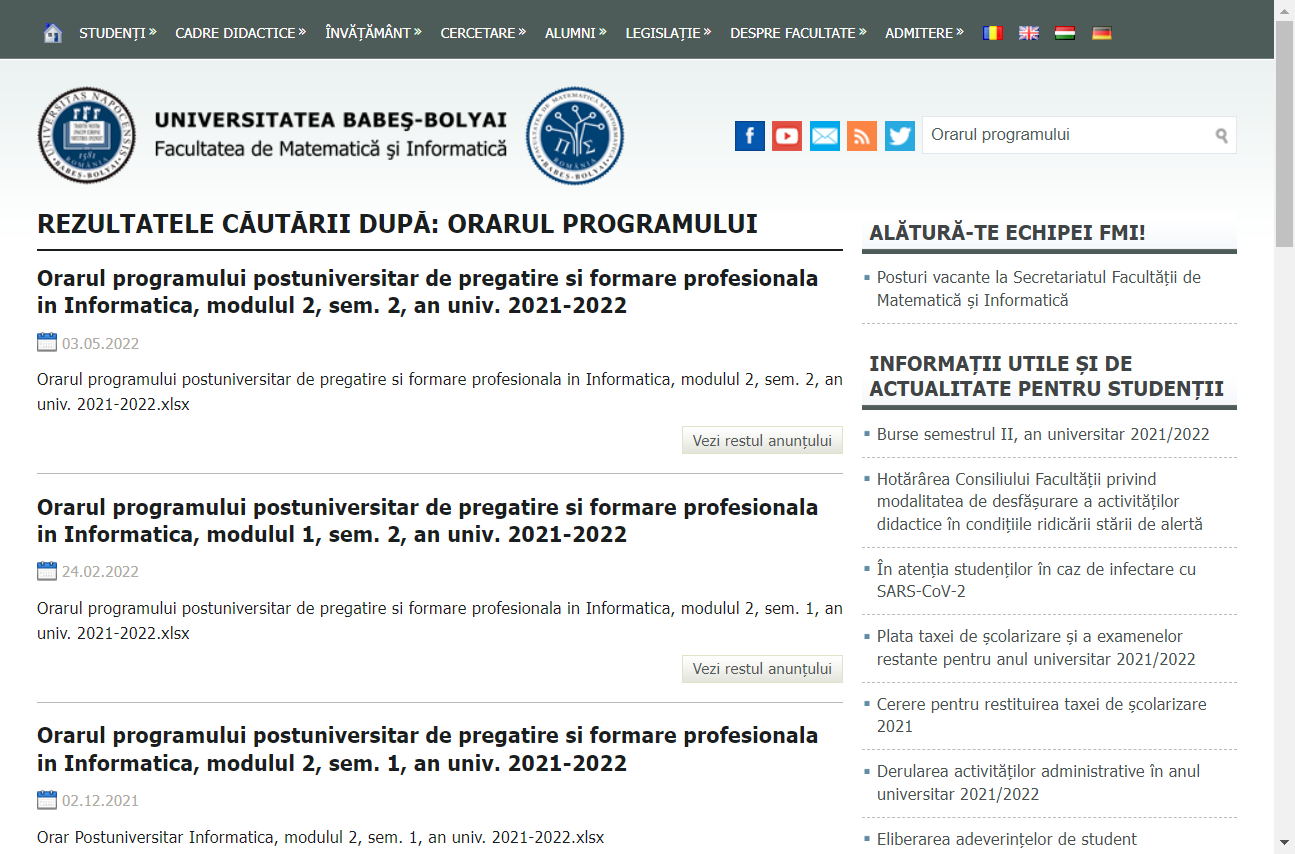 STUDENȚI » CADRE DIDACTICE » ÎNVĂȚĂMÂNT » CERCETARE » ALUMNI » LEGISLAȚIE » DESPRE FACULTATE » ADMITERE »
UNIVERSITATEA BABEŞ-BOLYAI
Facultatea de Matematică şi Informatică
Orarul programului
REZULTATELE CĂUTĂRII DUPĂ: ORARUL PROGRAMULUI
Orarul programului postuniversitar de pregatire si formare profesionala
in Informatica, modulul 2, sem. 2, an univ. 2021-2022
03.05.2022
Orarul programului postuniversitar de pregatire si formare profesionala in Informatica, modulul 2, sem. 2, an
univ. 2021-2022.xlsx
Vezi restul anunțului
Orarul programului postuniversitar de pregatire si formare profesionala
in Informatica, modulul 1, sem. 2, an univ. 2021-2022
24.02.2022
Orarul programului postuniversitar de pregatire si formare profesionala in Informatica, modulul 2, sem. 1, an
univ. 2021-2022.xlsx
Vezi restul anunțului
Orarul programului postuniversitar de pregatire si formare profesionala
in Informatica, modulul 2, sem. 1, an univ. 2021-2022
02.12.2021
Orar Postuniversitar Informatica, modulul 2, sem. 1, an univ. 2021-2022.xlsx
ALĂTURĂ-TE ECHIPEI FMI!
Posturi vacante la Secretariatul Facultății de
Matematică și Informatică
INFORMAȚII UTILE ȘI DE
ACTUALITATE PENTRU STUDENȚII
Burse semestrul II, an universitar 2021/2022
Hotărârea Consiliului Facultății privind
modalitatea de desfășurare a activităților
didactice în condițiile ridicării stării de alertă
În atenția studenților în caz de infectare cu
SARS-CoV-2
Plata taxei de școlarizare și a examenelor
restante pentru anul universitar 2021/2022
Cerere pentru restituirea taxei de școlarizare
2021
Derularea activităților administrative în anul
universitar 2021/2022
Eliberarea adeverințelor de student